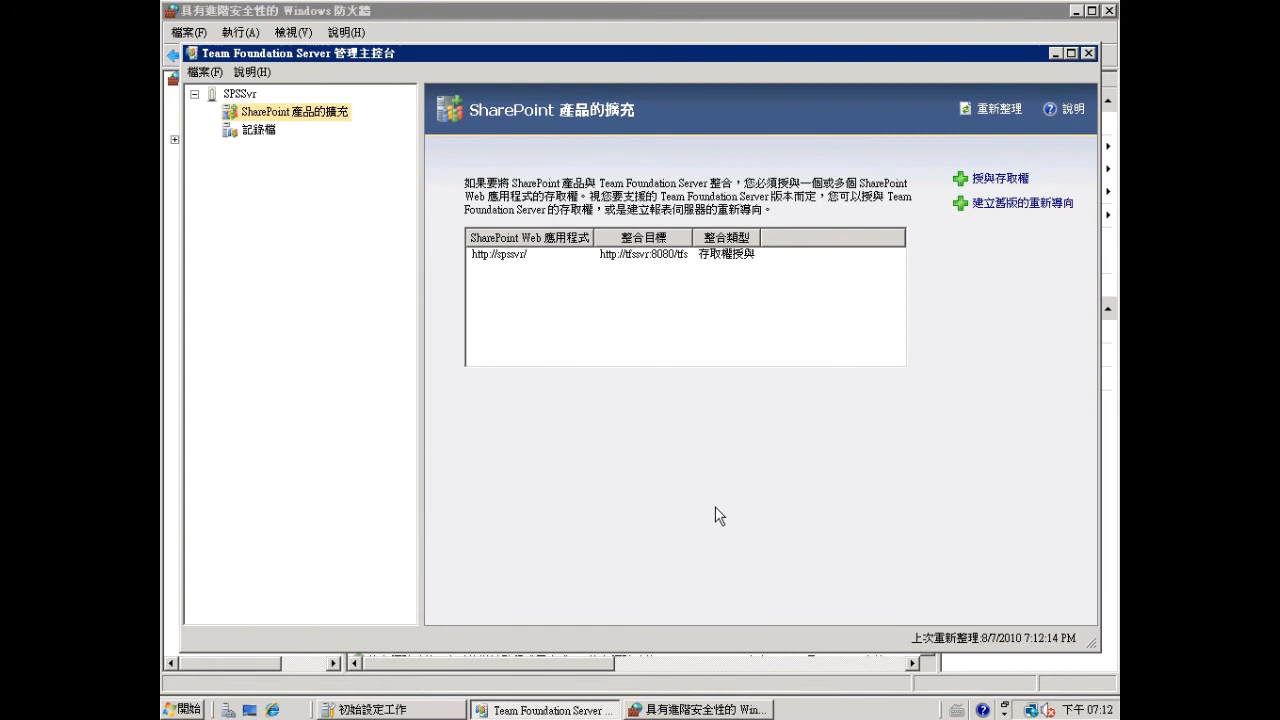 具有進階安全性的 Windows 防火牆
檔案(F) 執行(A) 檢視(V) 說明(H)
Team Foundation Server 管理主控台
檔案(F) 說明(H)
SPSSvr
SharePoint 產品的擴充
記錄檔
SharePoint 產品的擴充
重新整理 說明
如果要將 SharePoint 產品與 Team Foundation Server 整合，您必須授與一個或多個 SharePoint
Web 應用程式的存取權。視您要支援的 Team Foundation Server 版本而定，您可以授與 Team
Foundation Server 的存取權，或是建立報表伺服器的重新導向。
授與存取權
建立舊版的重新導向
SharePoint Web 應用程式 整合目標 整合類型
http://spssvr/ http://tfssvr:8080/tfs 存取權授與
上次重新整理:8/7/2010 7:12:14 PM
開始 初始設定工作 Team Foundation Server ... 具有進階安全性的 Win... 下午 07:12